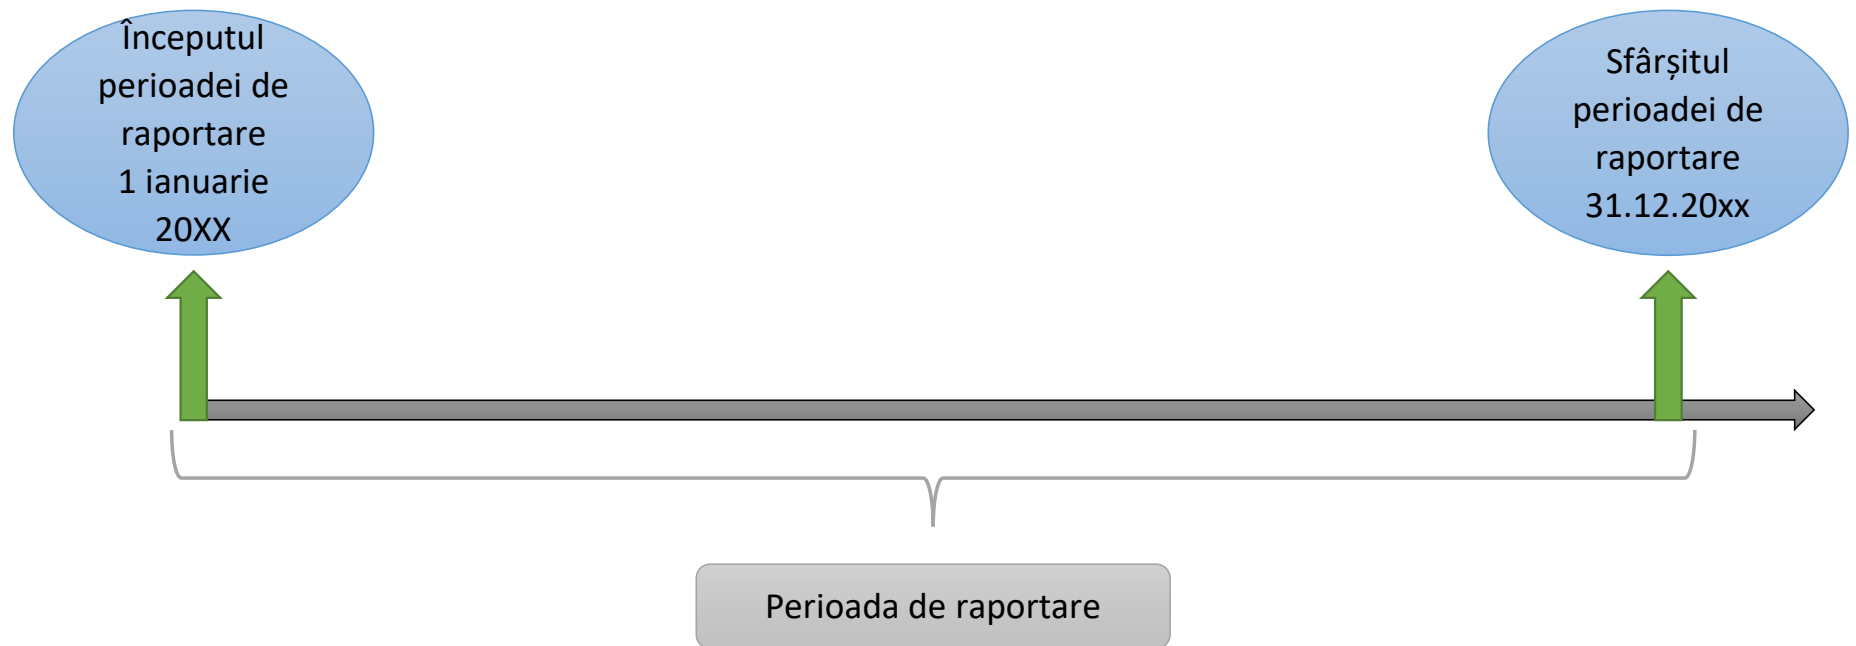 Începutul
perioadei de
raportare
1 ianuarie
20XX
Sfârșitul
perioadei de
raportare
31.12.20xx
Perioada de raportare